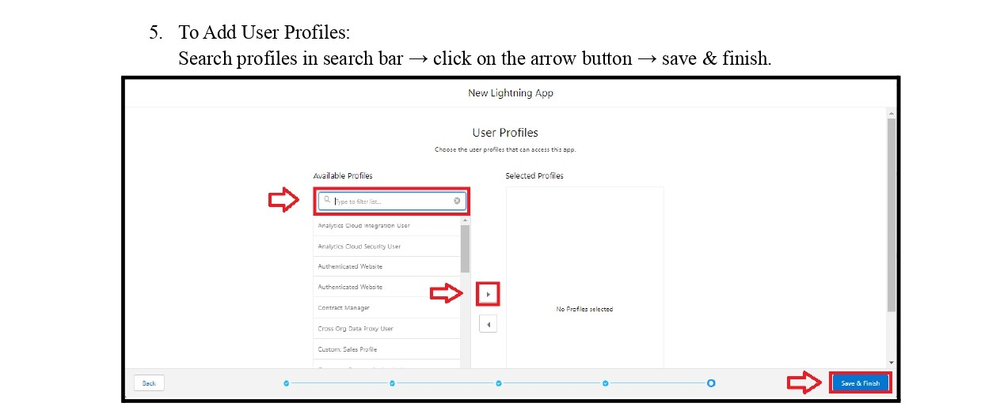 5. To Add User Profiles:
Search profiles in search bar → click on the arrow button → save & finish.
New Lightning App
User Profiles
Choose the user profiles that can access this app.
Available Profiles
Selected Profiles
Type to filter list...
Analytics Cloud Integration User
Analytics Cloud Security User
Authenticated Website
Authenticated Website
Contract Manager
Cross Org Data Proxy User
Custom: Sales Profile
No Profiles selected
Back
Save & Finish